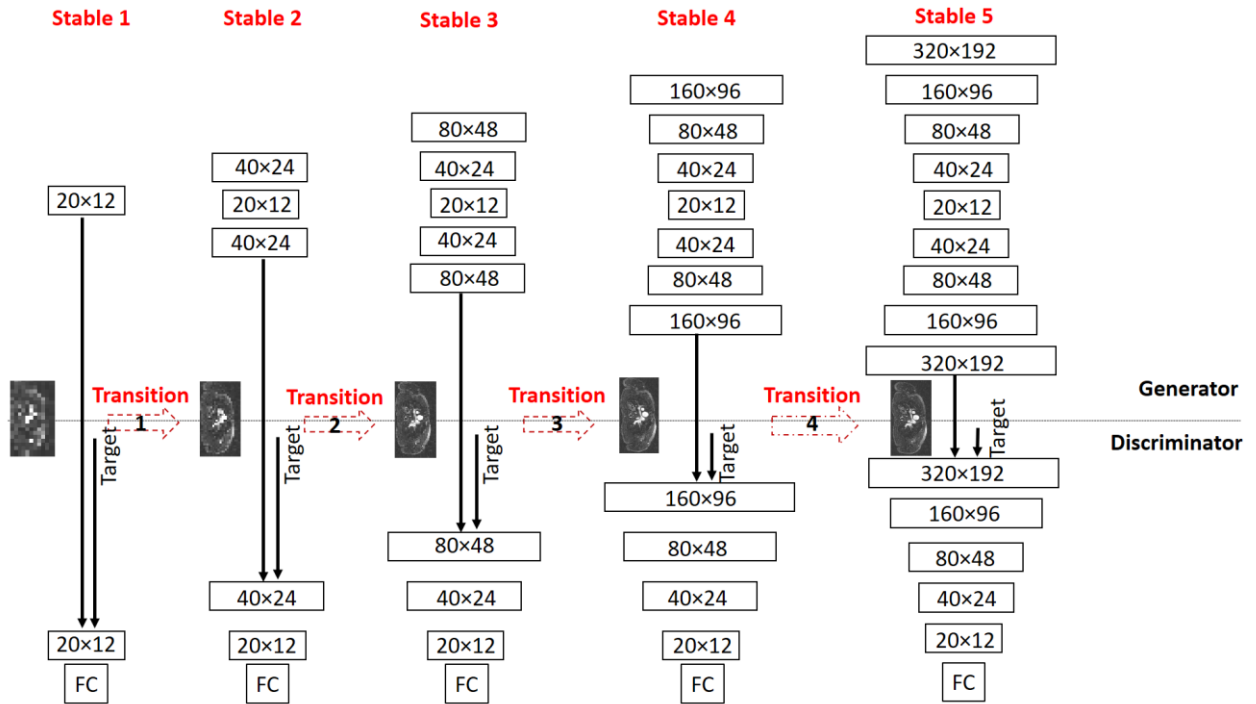 Stable 1
Stable 2
Stable 3
Stable 4
Stable 5
20×12
40×24
20×12
40×24
80×48
40×24
20×12
40×24
80×48
160×96
80×48
40×24
20×12
40×24
80×48
160×96
320×192
160×96
80×48
40×24
20×12
40×24
80×48
160×96
320×192
Transition
1
Transition
2
Transition
3
Transition
4
Generator
Discriminator
Target
Target
Target
Target
Target
20×12
FC
40×24
20×12
FC
80×48
40×24
20×12
FC
160×96
80×48
40×24
20×12
FC
320×192
160×96
80×48
40×24
20×12
FC